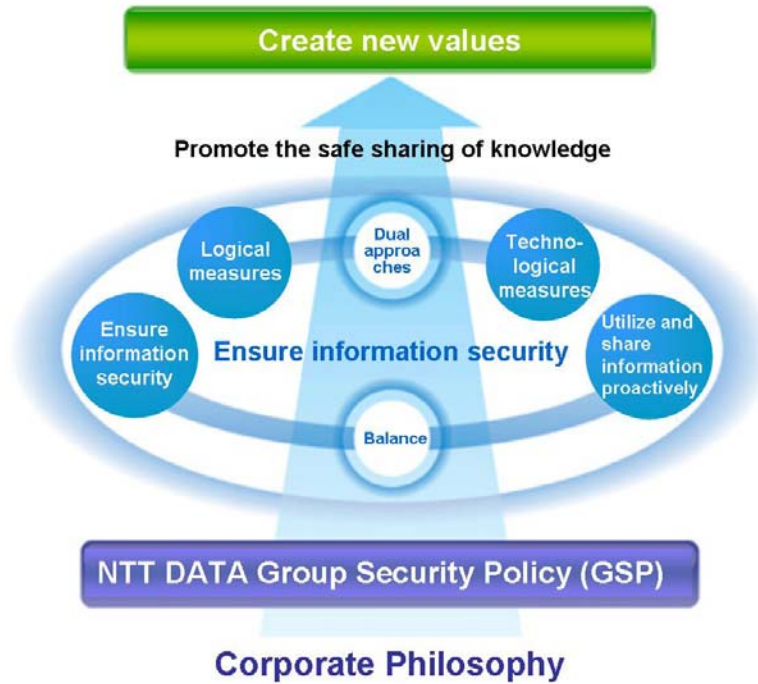 Create new values
Promote the safe sharing of knowledge
Logical
measures
Dual
approa
ches
Techno-
logical
measures
Ensure
information
security
Ensure information security
Utilize and
share
information
proactively
Balance
NTT DATA Group Security Policy (GSP)
Corporate Philosophy